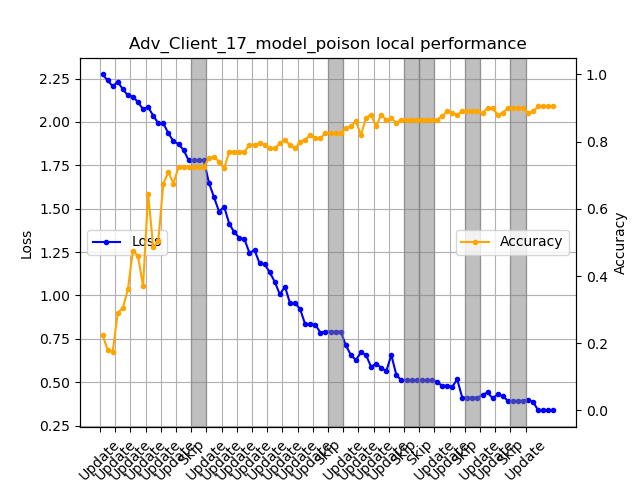 Adv_Client_17_model_poison local performance
2.25
2.00
1.75
1.50
1.25
1.00
0.75
0.50
0.25
Loss
Loss
Accuracy
1.0
0.8
0.6
0.4
0.2
0.0
Accuracy
Update
Update
Update
Update
Update
Update
Skip
Update
Update
Update
Update
Update
Update
Update
Update
Skip
Update
Update
Update
Update
Skip
Skip
Update
Update
Skip
Update
Update
Skip
Update